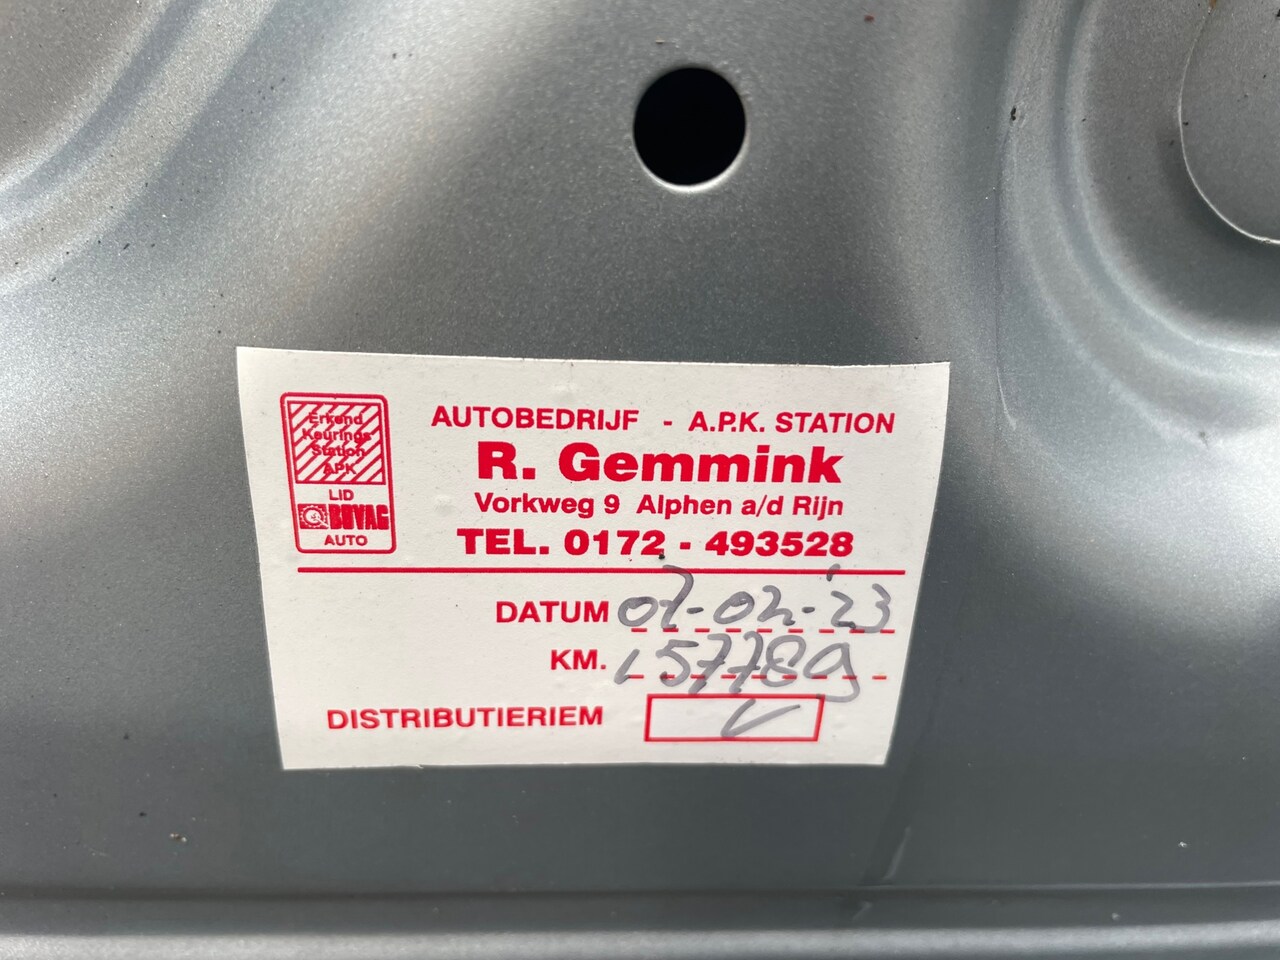 Erkend
Keurings
Station
APK
LID
BOVAG
AUTO
AUTOBEDRIJF - A.P.K. STATION
R. Gemmink
Vorkweg 9 Alphen a/d Rijn
TEL. 0172 - 493528
DATUM 07-02-'23
KM. 157789
DISTRIBUTIERIEM